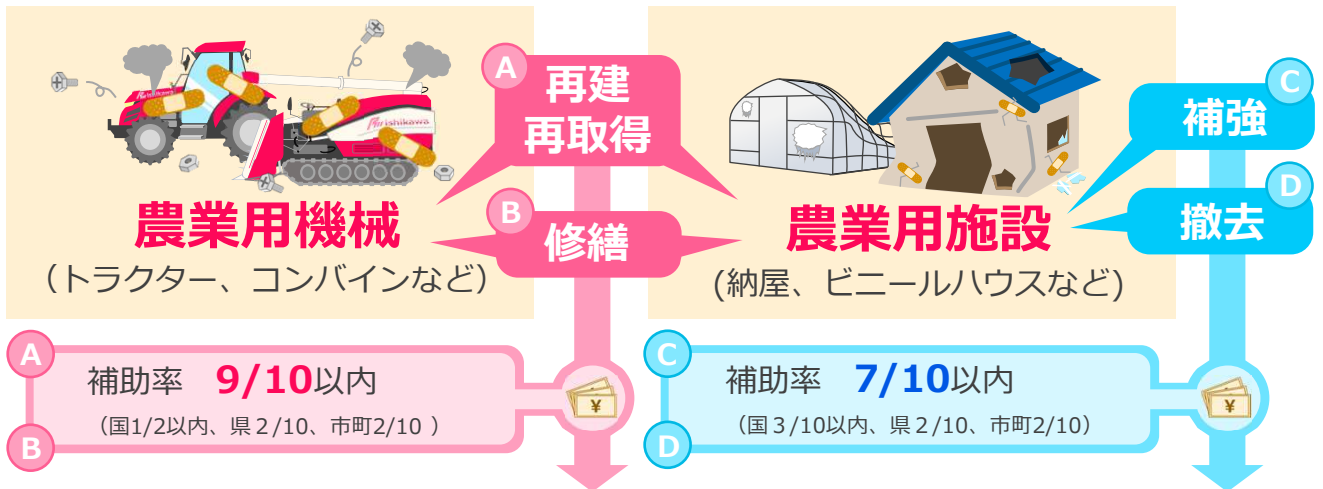 A
再建
再取得
B
修繕
農業用機械
（トラクター、コンバインなど）
農業用施設
(納屋、ビニールハウスなど)
C
補強
D
撤去
A
B
補助率 9/10以内
（国1/2以内、県２/10、市町2/10 ）
¥
C
D
補助率 7/10以内
（国３/10以内、県２/10、市町2/10）
¥
ishikawa